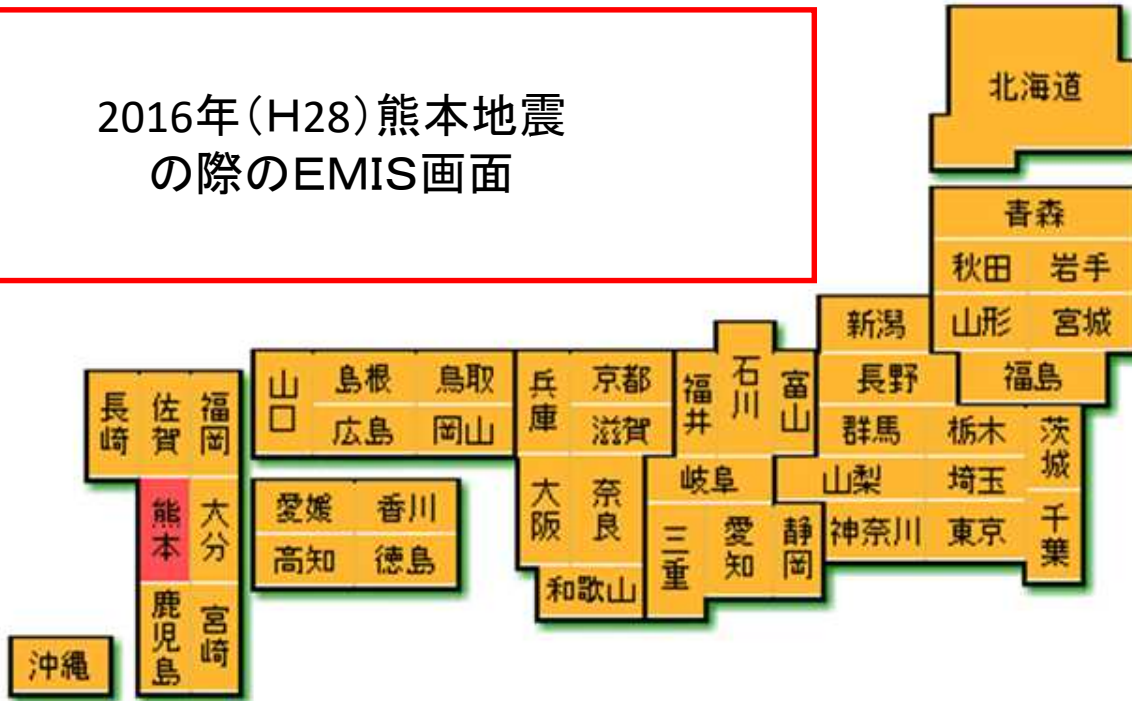 2016年(H28)熊本地震
の際のEMIS画面
北海道
青森
秋田 岩手
山形 宮城
福島
新潟
長野
群馬 栃木 茨城
山梨 埼玉
神奈川 東京 千葉
福井 石川 富山
岐阜
三重 愛知 静岡
兵庫 京都
滋賀
大阪 奈良
和歌山
山口 島根 鳥取
広島 岡山
愛媛 香川
高知 徳島
長崎 佐賀 福岡
熊本 大分
鹿児島 宮崎
沖縄